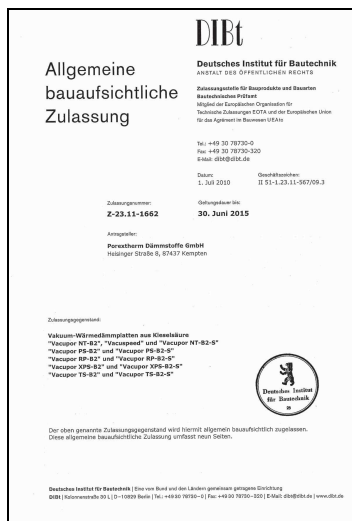 DIBt
Deutsches Institut für Bautechnik
ANSTALT DES ÖFFENTLICHEN RECHTS
Allgemeine
bauaufsichtliche
Zulassung
Zulassungsstelle für Bauprodukte und Bauarten
Bautechnisches Prüfamt
Mitglied der Europäischen Organisation für
Technische Zulassungen EOTA und der Europäischen Union
für das Agrément im Bauwesen UEAtc
Tel.: +49 30 78730-0
Fax: +49 30 78730-320
E-Mail: dibt@dibt.de
Datum:
Geschäftszeichen:
1. Juli 2010
II 51-1.23.11-567/09.3
Zulassungsnummer:
Geltungsdauer bis:
Z-23.11-1662
30. Juni 2015
Antragsteller:
Porextherm Dämmstoffe GmbH
Heisinger Straße 8, 87437 Kempten
Zulassungsgegenstand:
Vakuum-Wärmedämmplatten aus Kieselsäure
"Vacupor NT-B2", "Vacuspeed" und "Vacupor NT-B2-S"
"Vacupor PS-B2" und "Vacupor PS-B2-S"
"Vacupor RP-B2" und "Vacupor RP-B2-S"
"Vacupor XPS-B2" und "Vacupor XPS-B2-S"
"Vacupor TS-B2" und "Vacupor TS-B2-S"
Deutsches Institut
für Bautechnik
Der oben genannte Zulassungsgegenstand wird hiermit allgemein bauaufsichtlich zugelassen.
Diese allgemeine bauaufsichtliche Zulassung umfasst neun Seiten.
Deutsches Institut für Bautechnik | Eine vom Bund und den Ländern gemeinsam getragene Einrichtung
DIBt | Kolonnenstraße 30 L | D-10829 Berlin | Tel.: +49 30 78730-0 | Fax: +49 30 78730-320 | E-Mail: dibt@dibt.de | www.dibt.de